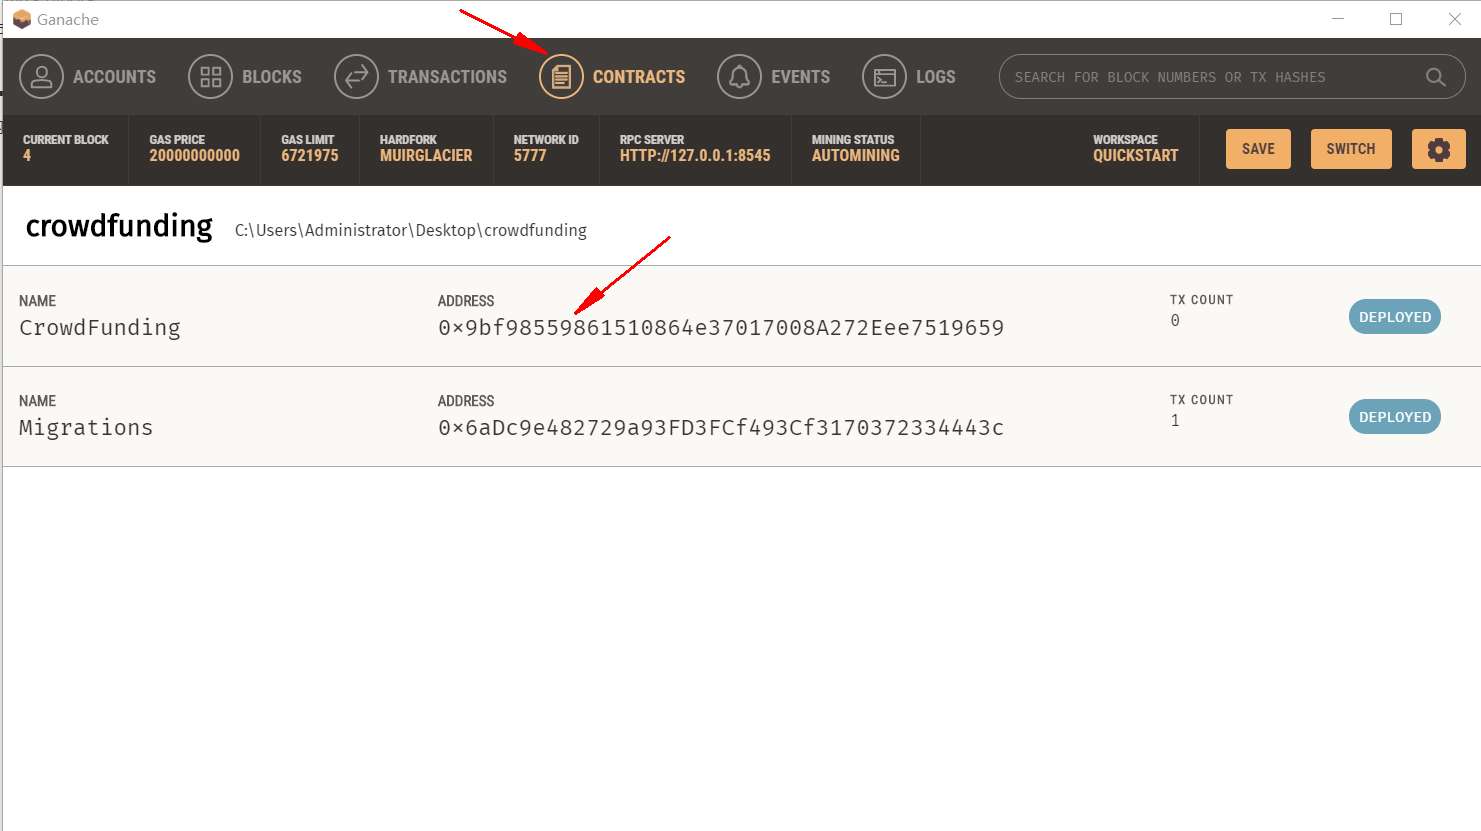 Ganache
ACCOUNTS BLOCKS TRANSACTIONS CONTRACTS EVENTS LOGS SEARCH FOR BLOCK NUMBERS OR TX HASHES
CURRENT BLOCK GAS PRICE GAS LIMIT HARDFORK NETWORK ID RPC SERVER MINING STATUS WORKSPACE
4 20000000000 6721975 MUIRGLACIER 5777 HTTP://127.0.0.1:8545 AUTOMINING QUICKSTART SAVE SWITCH
crowdfunding C:\Users\Administrator\Desktop\crowdfunding
NAME ADDRESS TX COUNT
CrowdFunding 0×9bf98559861510864e37017008A272Eee7519659 0 DEPLOYED
NAME ADDRESS TX COUNT
Migrations 0×6aDc9e482729a93FD3FCf493Cf3170372334443c 1 DEPLOYED